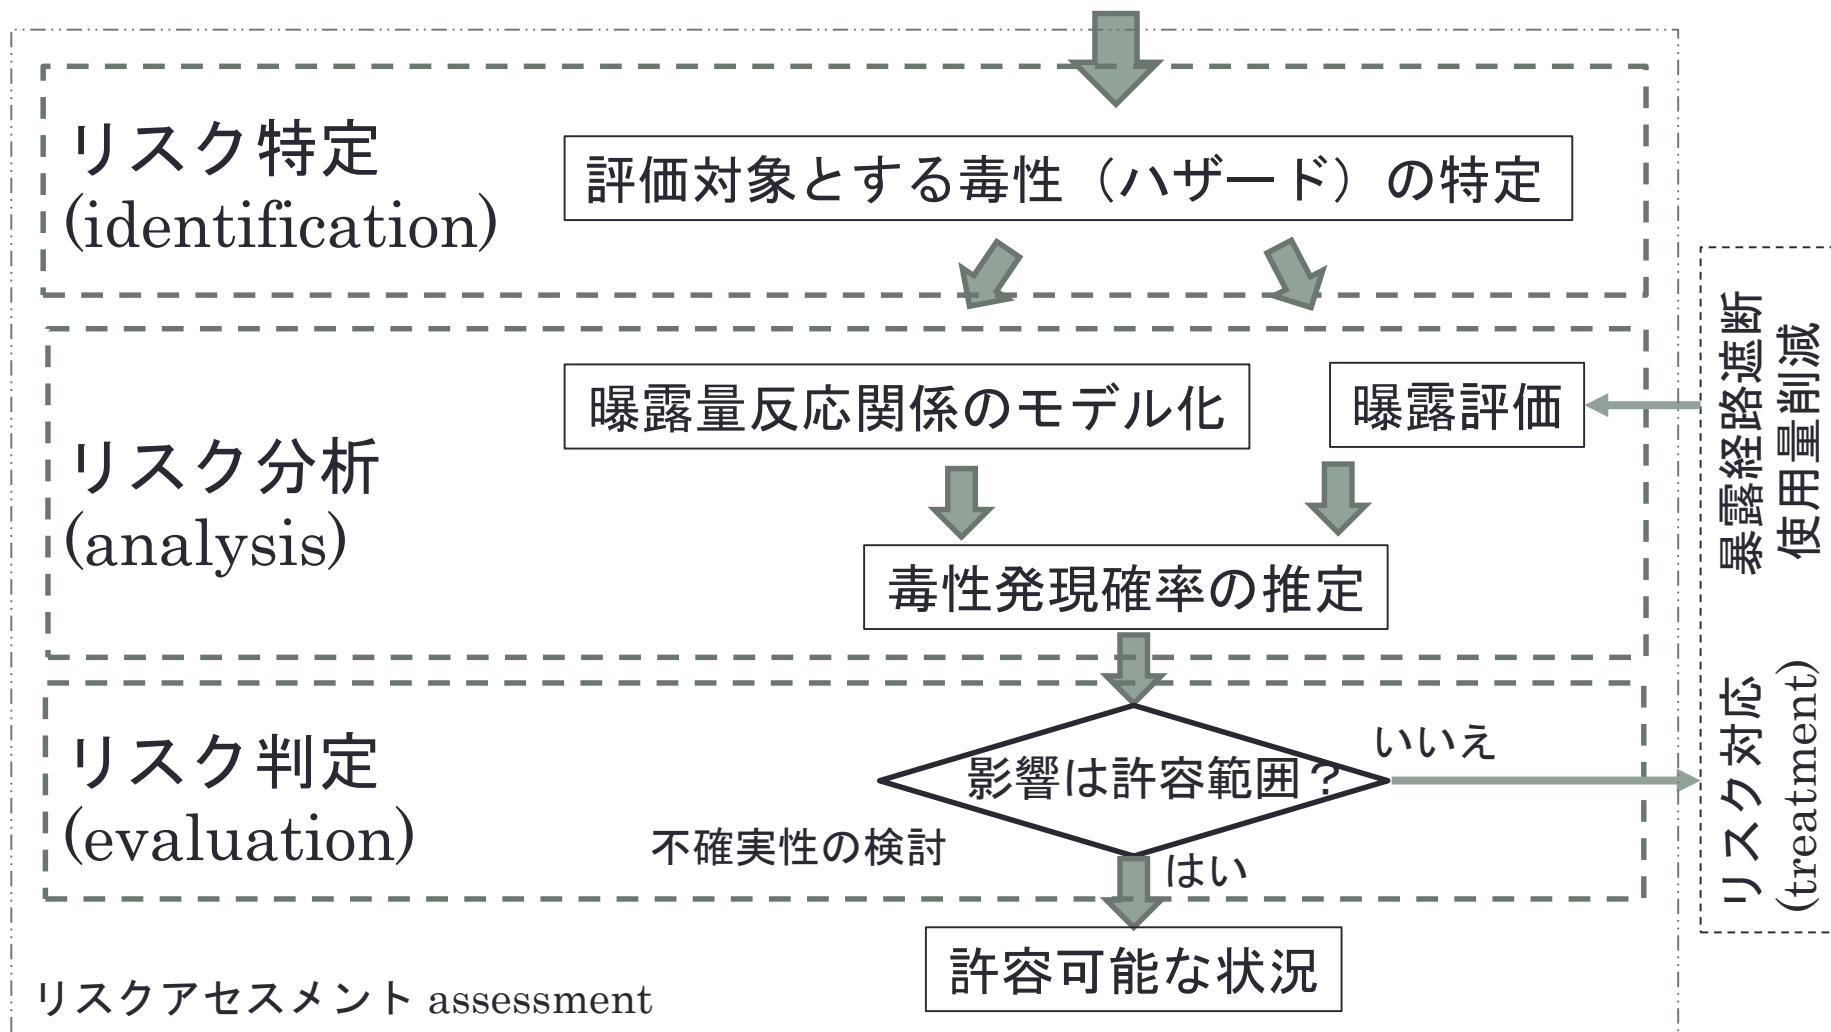 リスク特定
(identification)
評価対象とする毒性（ハザード）の特定
リスク分析
(analysis)
曝露量反応関係のモデル化
曝露評価
毒性発現確率の推定
リスク判定
(evaluation)
影響は許容範囲？
いいえ
不確実性の検討
はい
許容可能な状況
リスクアセスメント assessment
リスク対応 暴露経路遮断
(treatment) 使用量削減